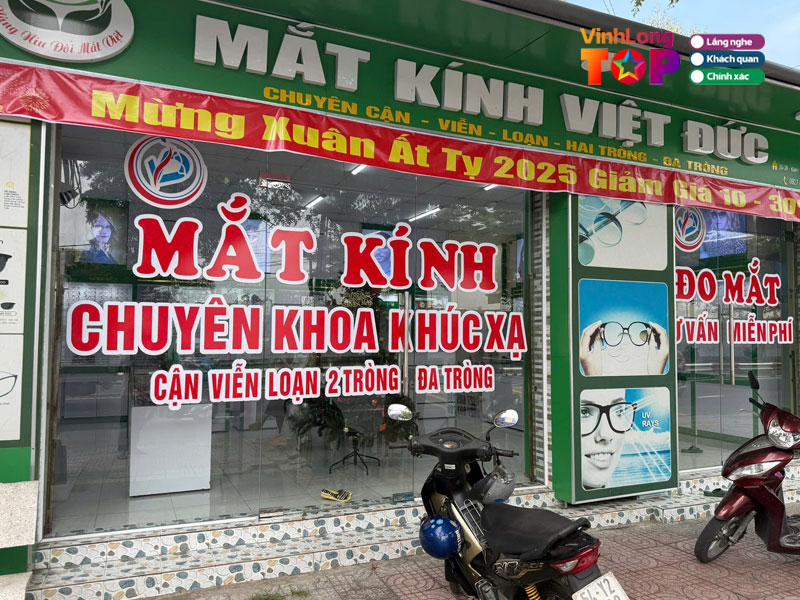 VinhLong
TOP
Lắng nghe
Khách quan
Chính xác
MẮT KÍNH VIỆT ĐỨC
CHUYÊN CẬN - VIỄN - LOẠN - HAI TRÒNG - ĐA TRÒNG
Mừng Xuân Ất Tỵ 2025 Giảm Giá 10 - 30
MẮT KÍNH
CHUYÊN KHOA KHÚC XẠ
CẬN VIỄN LOẠN 2 TRÒNG - ĐA TRÒNG
ĐO MẮT
VẤN MIỄN PHÍ
UV
RAYS